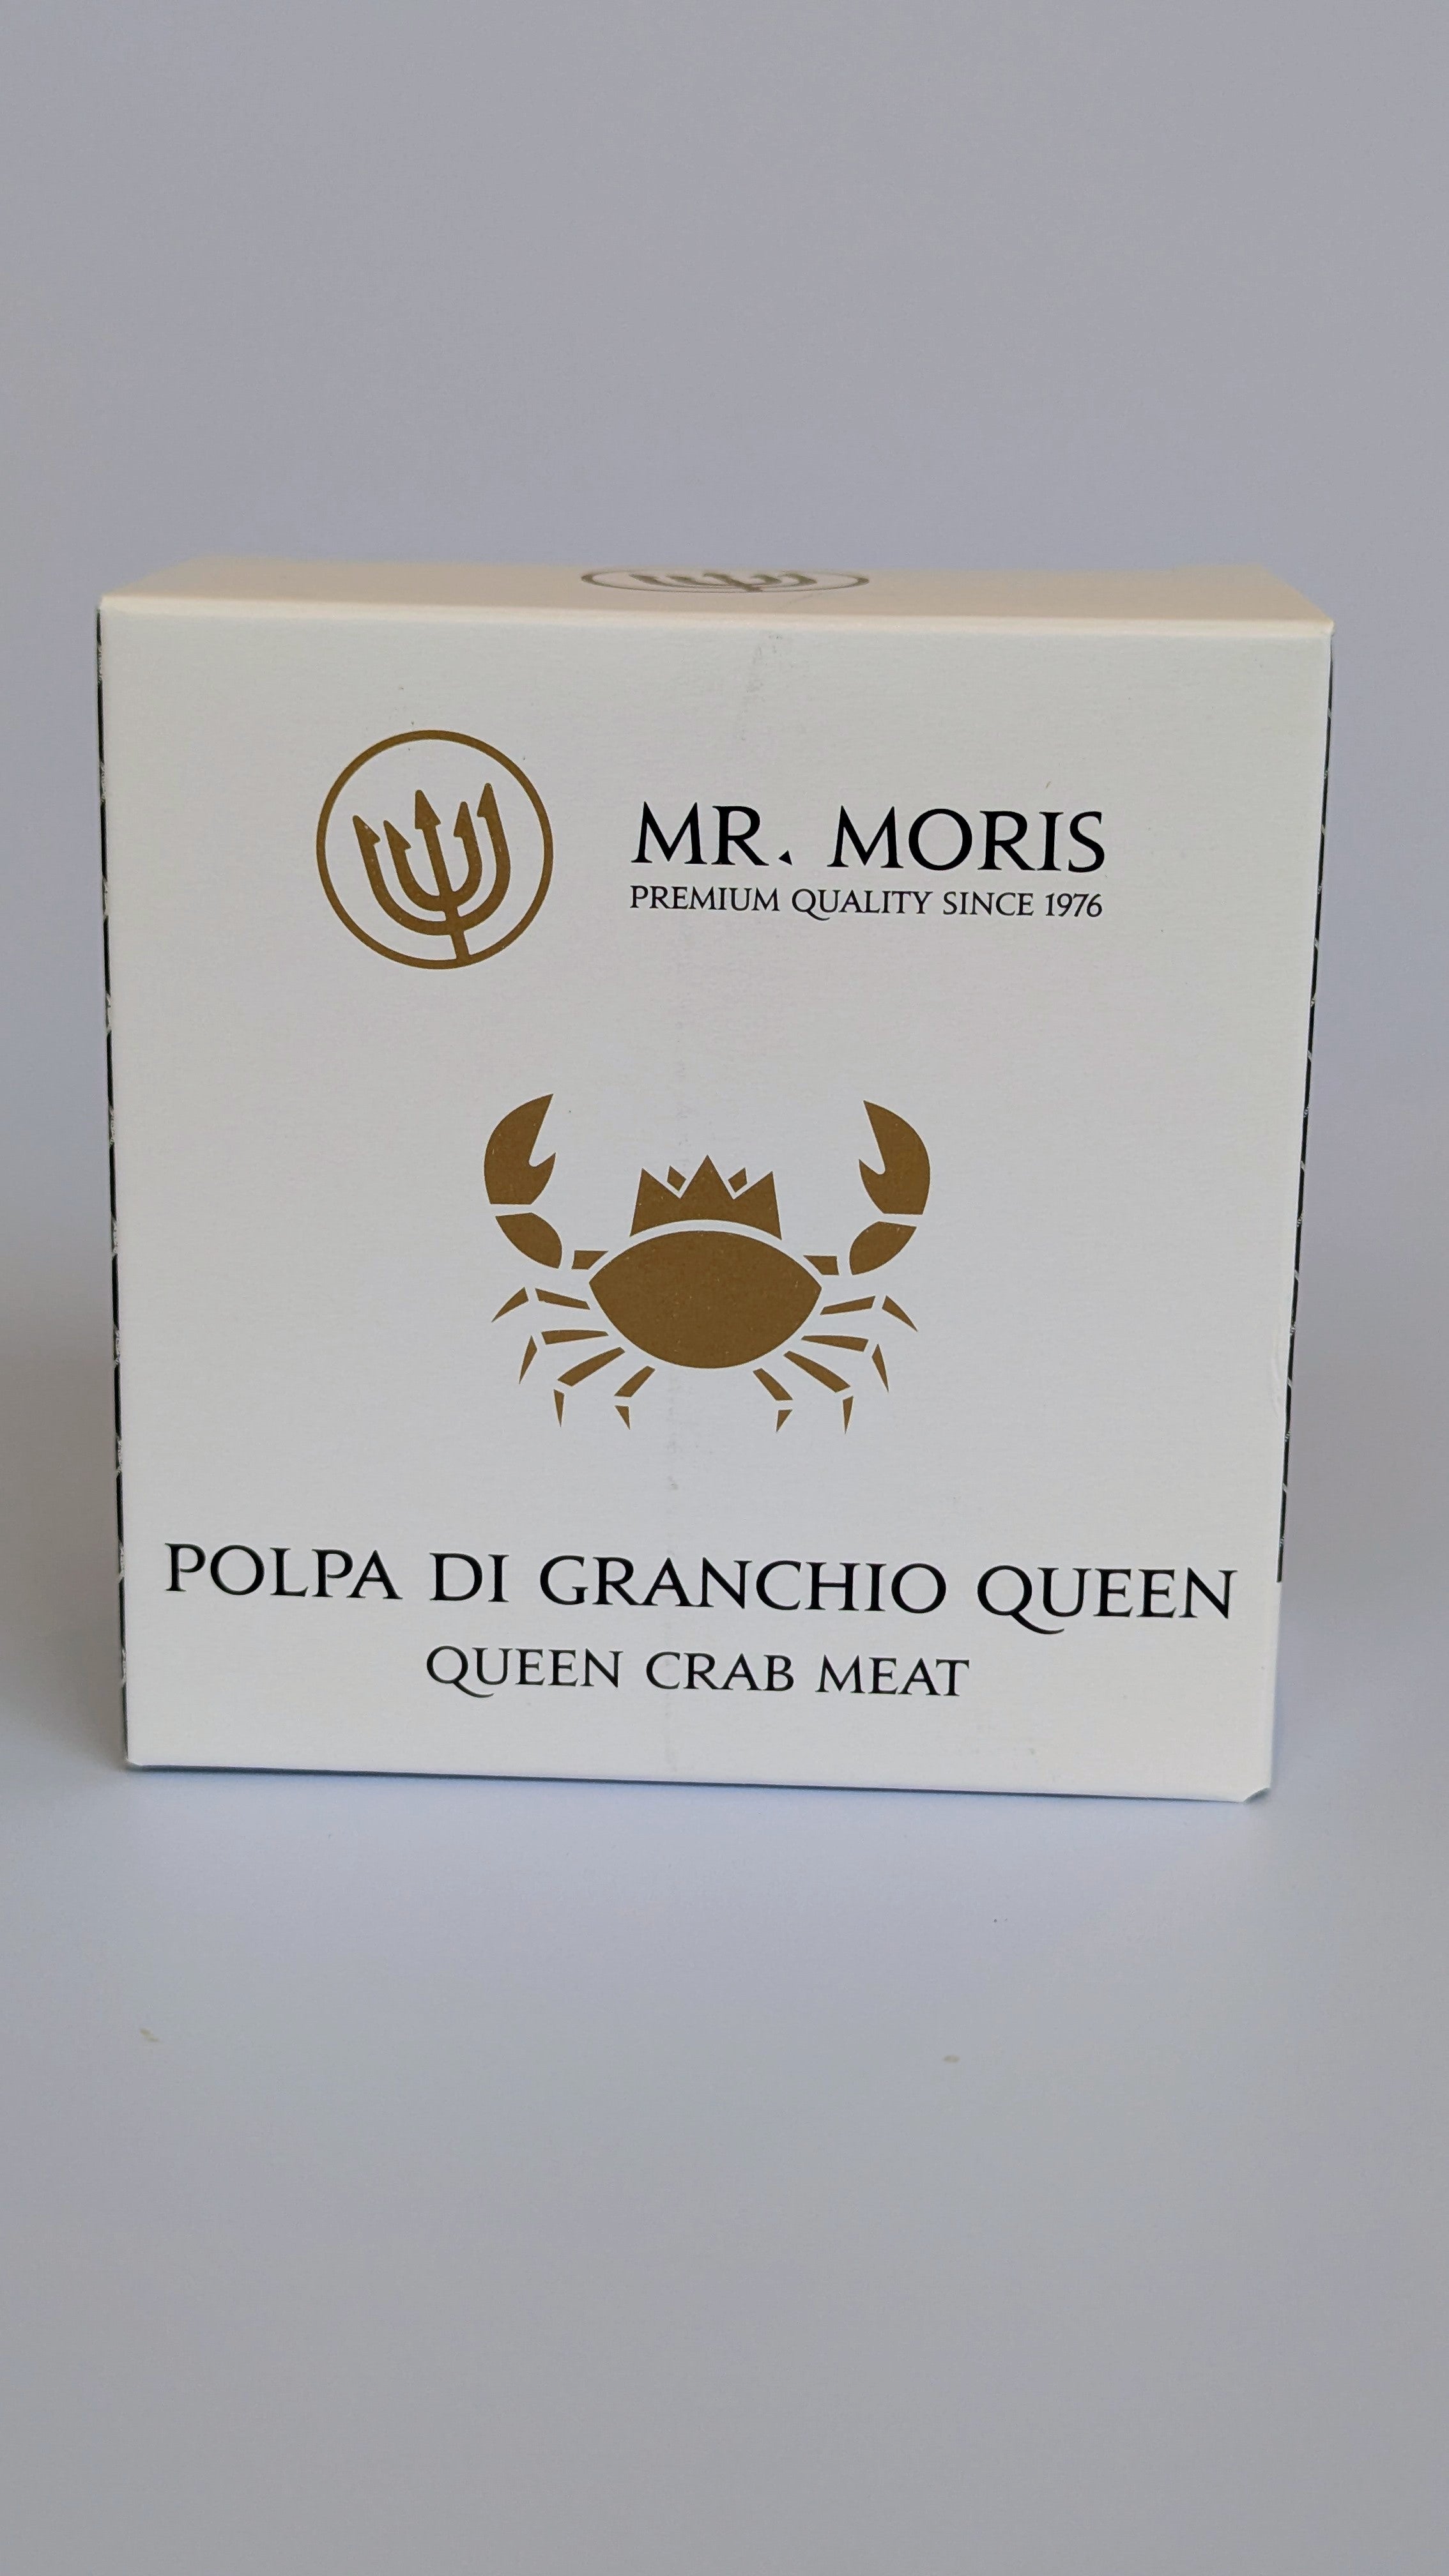 MR. MORIS
PREMIUM QUALITY SINCE 1976
POLPA DI GRANCHIO QUEEN
QUEEN CRAB MEAT